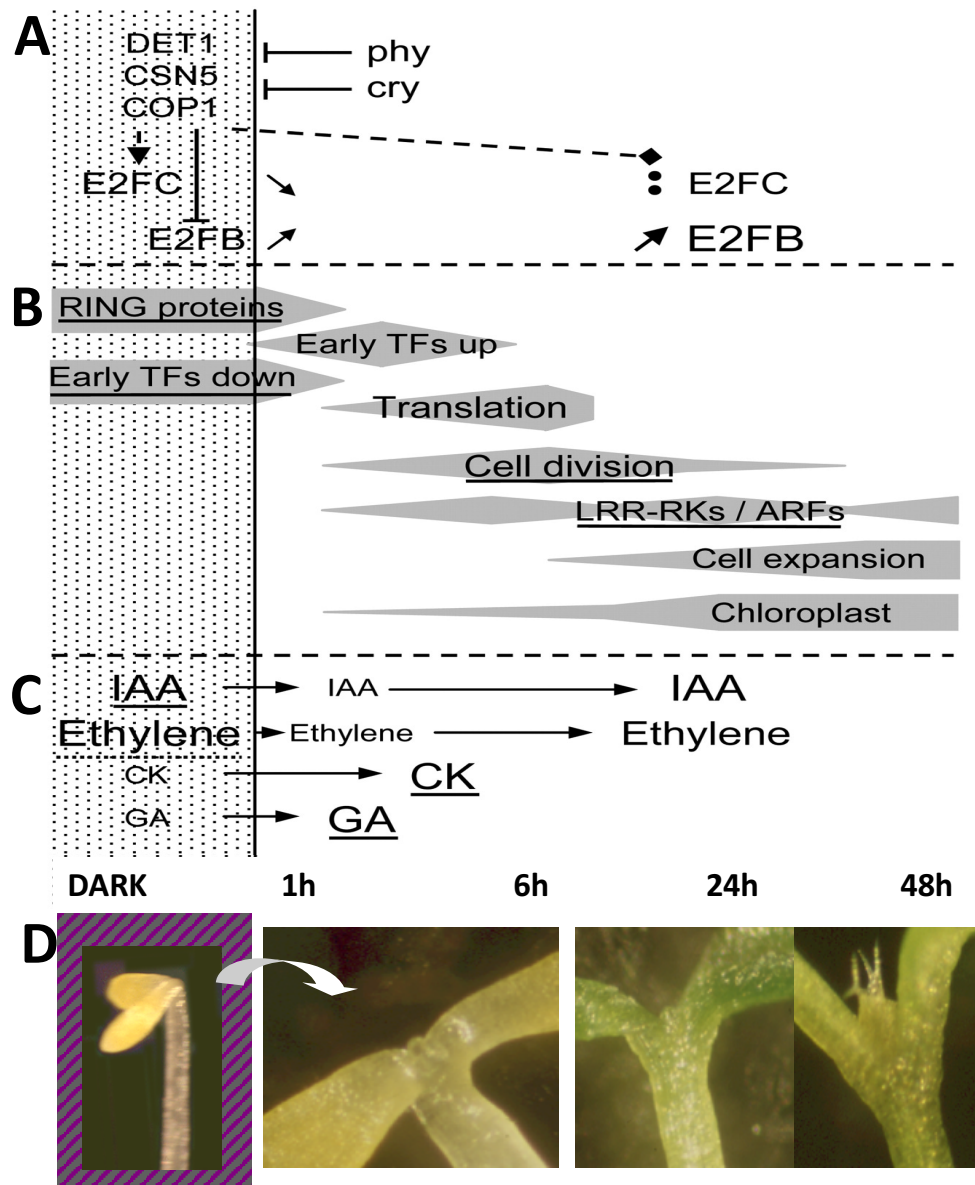 A
DET1
CSN5
COP1
phy
cry
E2FC
E2FC
E2FB
E2FB
B
RING proteins
Early TFs up
Early TFs down
Translation
Cell division
LRR-RKs / ARFs
Cell expansion
Chloroplast
C
IAA IAA IAA
Ethylene Ethylene Ethylene
CK CK
GA GA
DARK 1h 6h 24h 48h
D